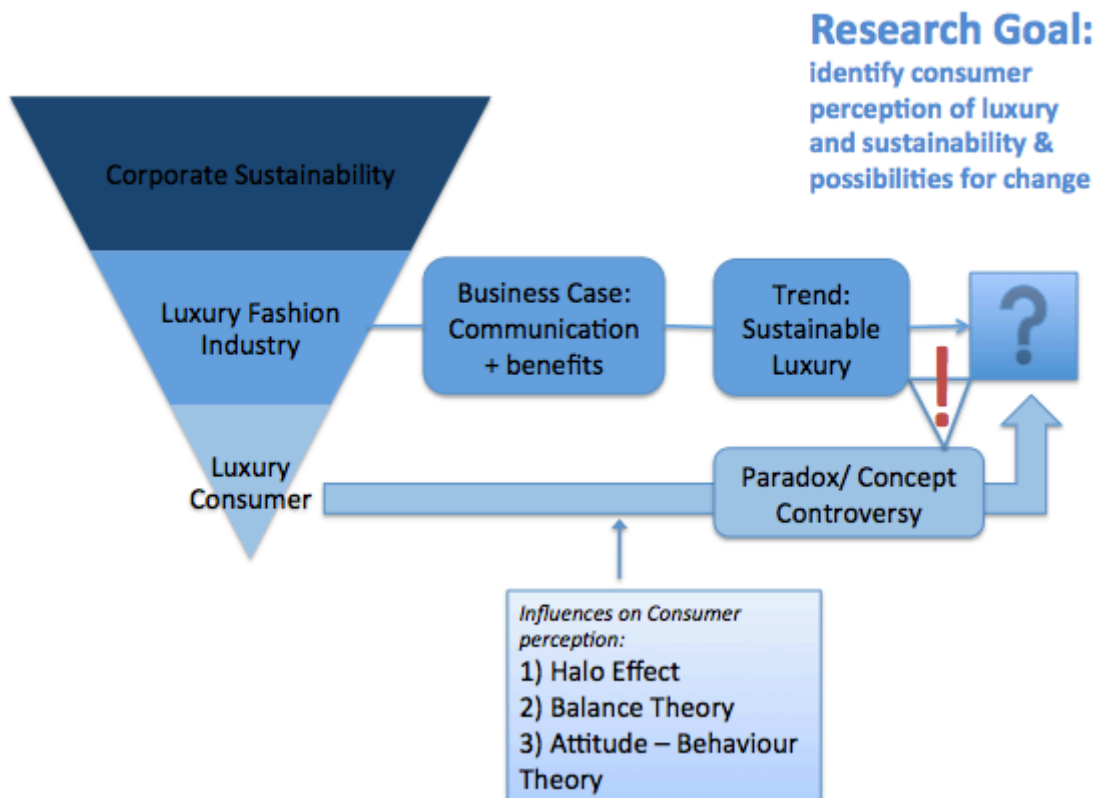 Research Goal:
identify consumer
perception of luxury
and sustainability &
possibilities for change
Corporate Sustainability
Luxury Fashion
Industry
Business Case:
Communication
+ benefits
Trend:
Sustainable
Luxury
?
!
Luxury
Consumer
Paradox/ Concept
Controversy
Influences on Consumer
perception:
1) Halo Effect
2) Balance Theory
3) Attitude – Behaviour
Theory